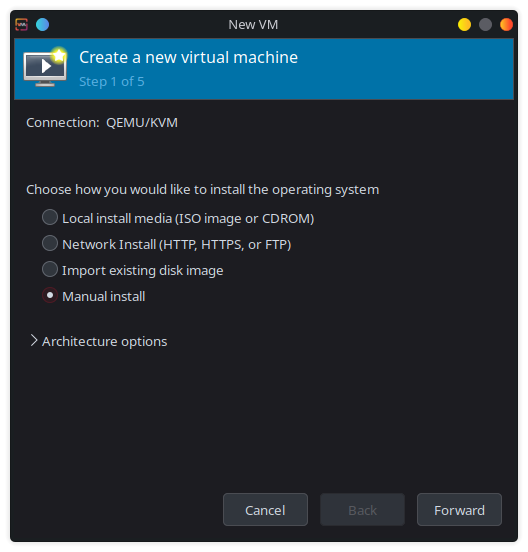 New VM
Create a new virtual machine
Step 1 of 5
Connection: QEMU/KVM
Choose how you would like to install the operating system
Local install media (ISO image or CDROM)
Network Install (HTTP, HTTPS, or FTP)
Import existing disk image
Manual install
Architecture options
Cancel Back Forward